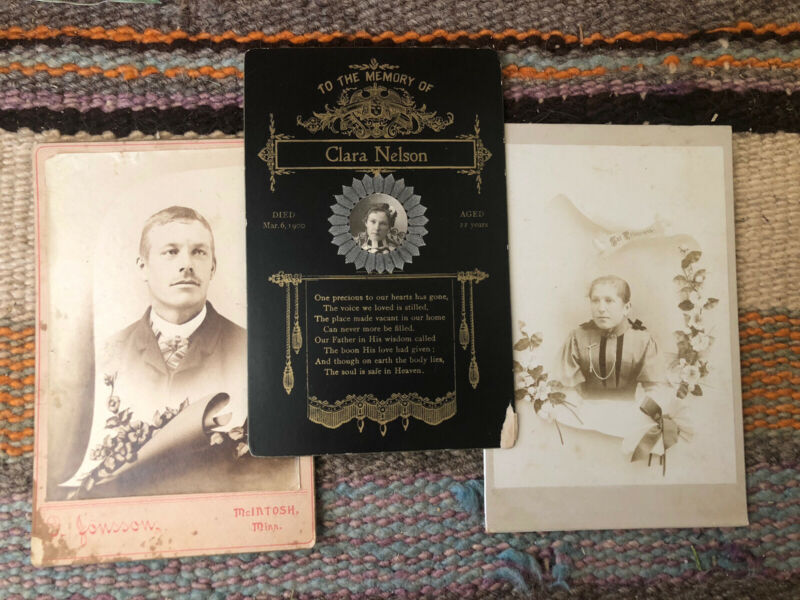 TO THE MEMORY OF
Clara Nelson
DIED
Mar. 6, 1900
AGED
22 years
One precious to our hearts has gone,
The voice we loved is stilled,
The place made vacant in our home
Can never more be filled.
Our Father in His wisdom called
The boon His love had given;
And though on earth the body lies,
The soul is safe in Heaven.
Jonsson
McINTOSH,
Minn.